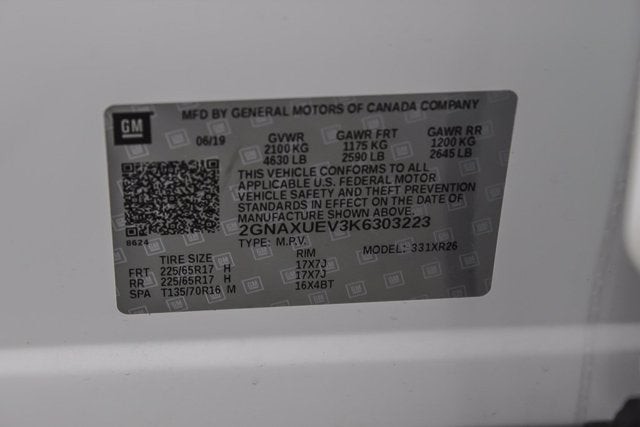 MFD BY GENERAL MOTORS OF CANADA COMPANY
GM
06/19 GVWR GAWR FRT GAWR RR
2100 KG 1175 KG 1200 KG
4630 LB 2590 LB 2645 LB
THIS VEHICLE CONFORMS TO ALL
APPLICABLE U.S. FEDERAL MOTOR
VEHICLE SAFETY AND THEFT PREVENTION
STANDARDS IN EFFECT ON THE DATE OF
MANUFACTURE SHOWN ABOVE.
2GNAXUEV3K6303223
8624
TYPE: M.P.V. MODEL: 331XR26
TIRE SIZE RIM
FRT 225/65R17 H 17X7J
RR 225/65R17 H 17X7J
SPA T135/70R16 M 16X4BT